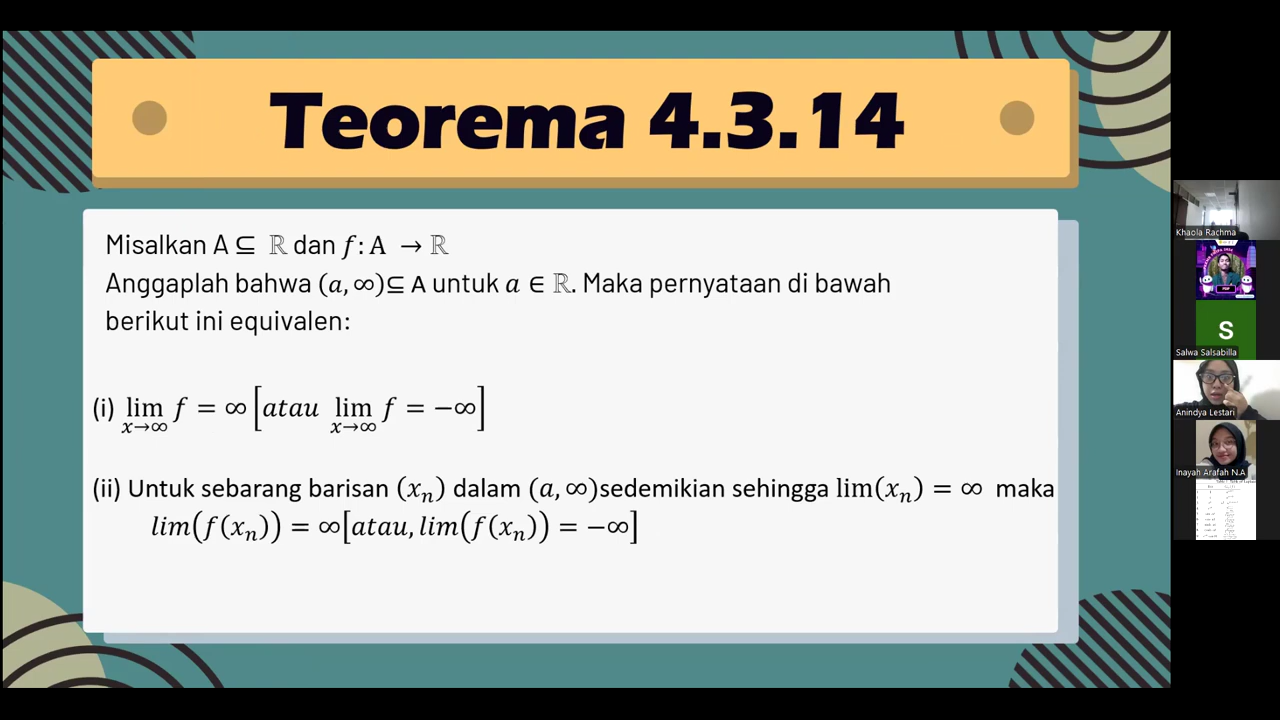 Teorema 4.3.14
Misalkan A ⊆ ℝ dan f: A → ℝ
Anggaplah bahwa (a, ∞)⊆ A untuk a ∈ ℝ. Maka pernyataan di bawah
berikut ini equivalen:
(i) lim x→∞ f = ∞ [atau lim x→∞ f = −∞]
(ii) Untuk sebarang barisan (xₙ) dalam (a, ∞)sedemikian sehingga lim(xₙ) = ∞ maka
lim(f(xₙ)) = ∞[atau, lim(f(xₙ)) = −∞]
Khaola Rachma
PDF
S
Salwa Salsabilla
Anindya Lestari
Inayah Arafah N.A